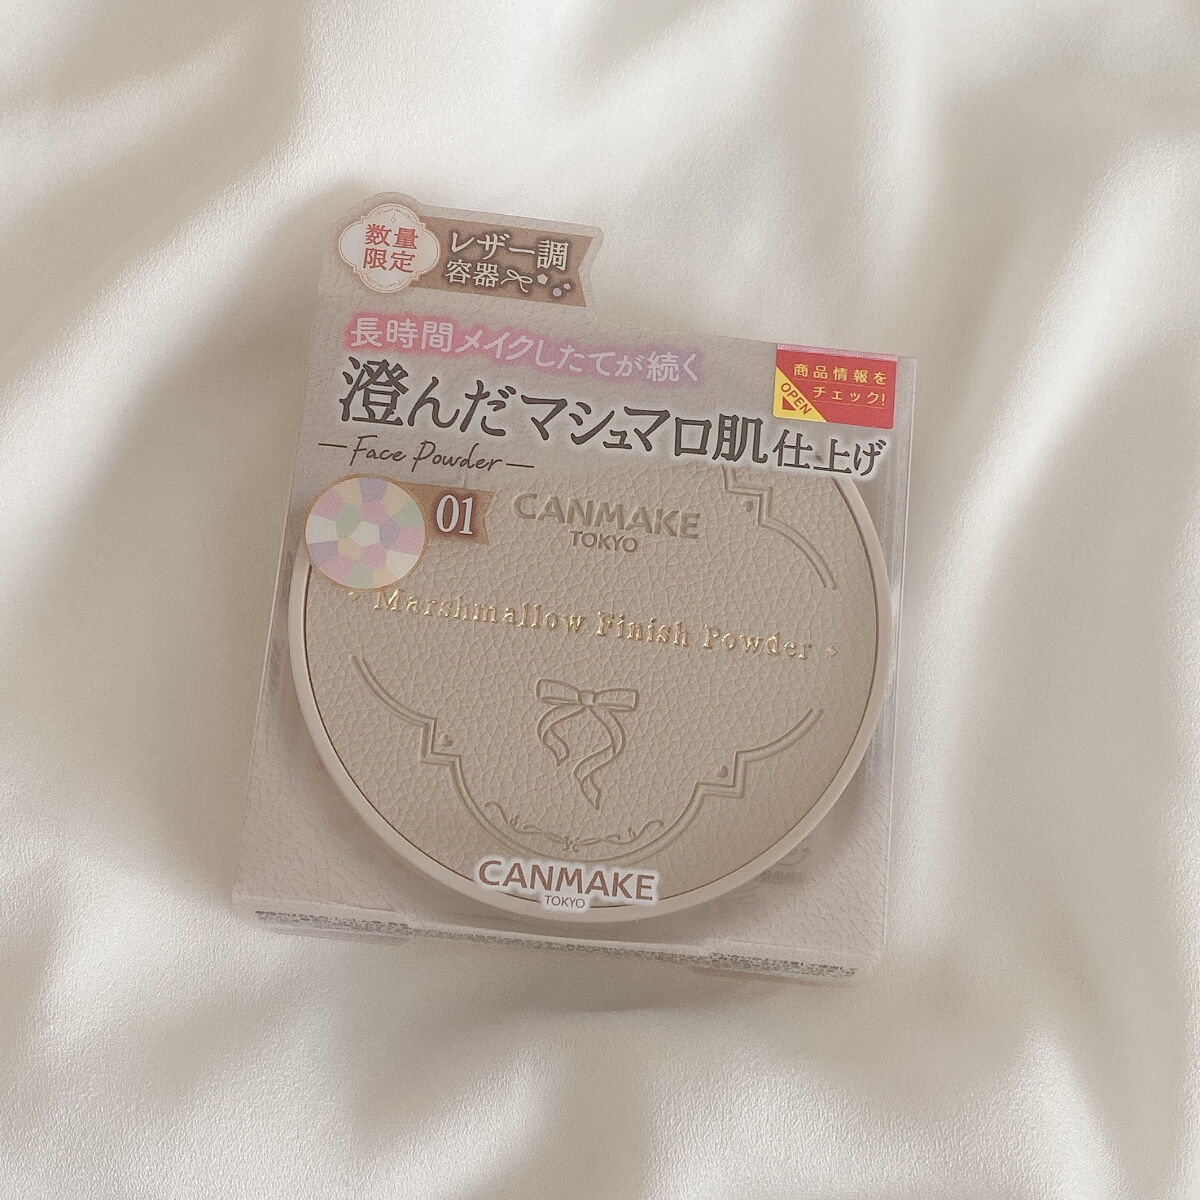 数量
限定
レザー調
容器
長時間メイクしたてが続く
澄んだマシュマロ肌仕上げ
Face Powder
商品情報を
チェック!
OPEN
01
CANMAKE
TOKYO
Marshmallow Finish Powder
CANMAKE
TOKYO